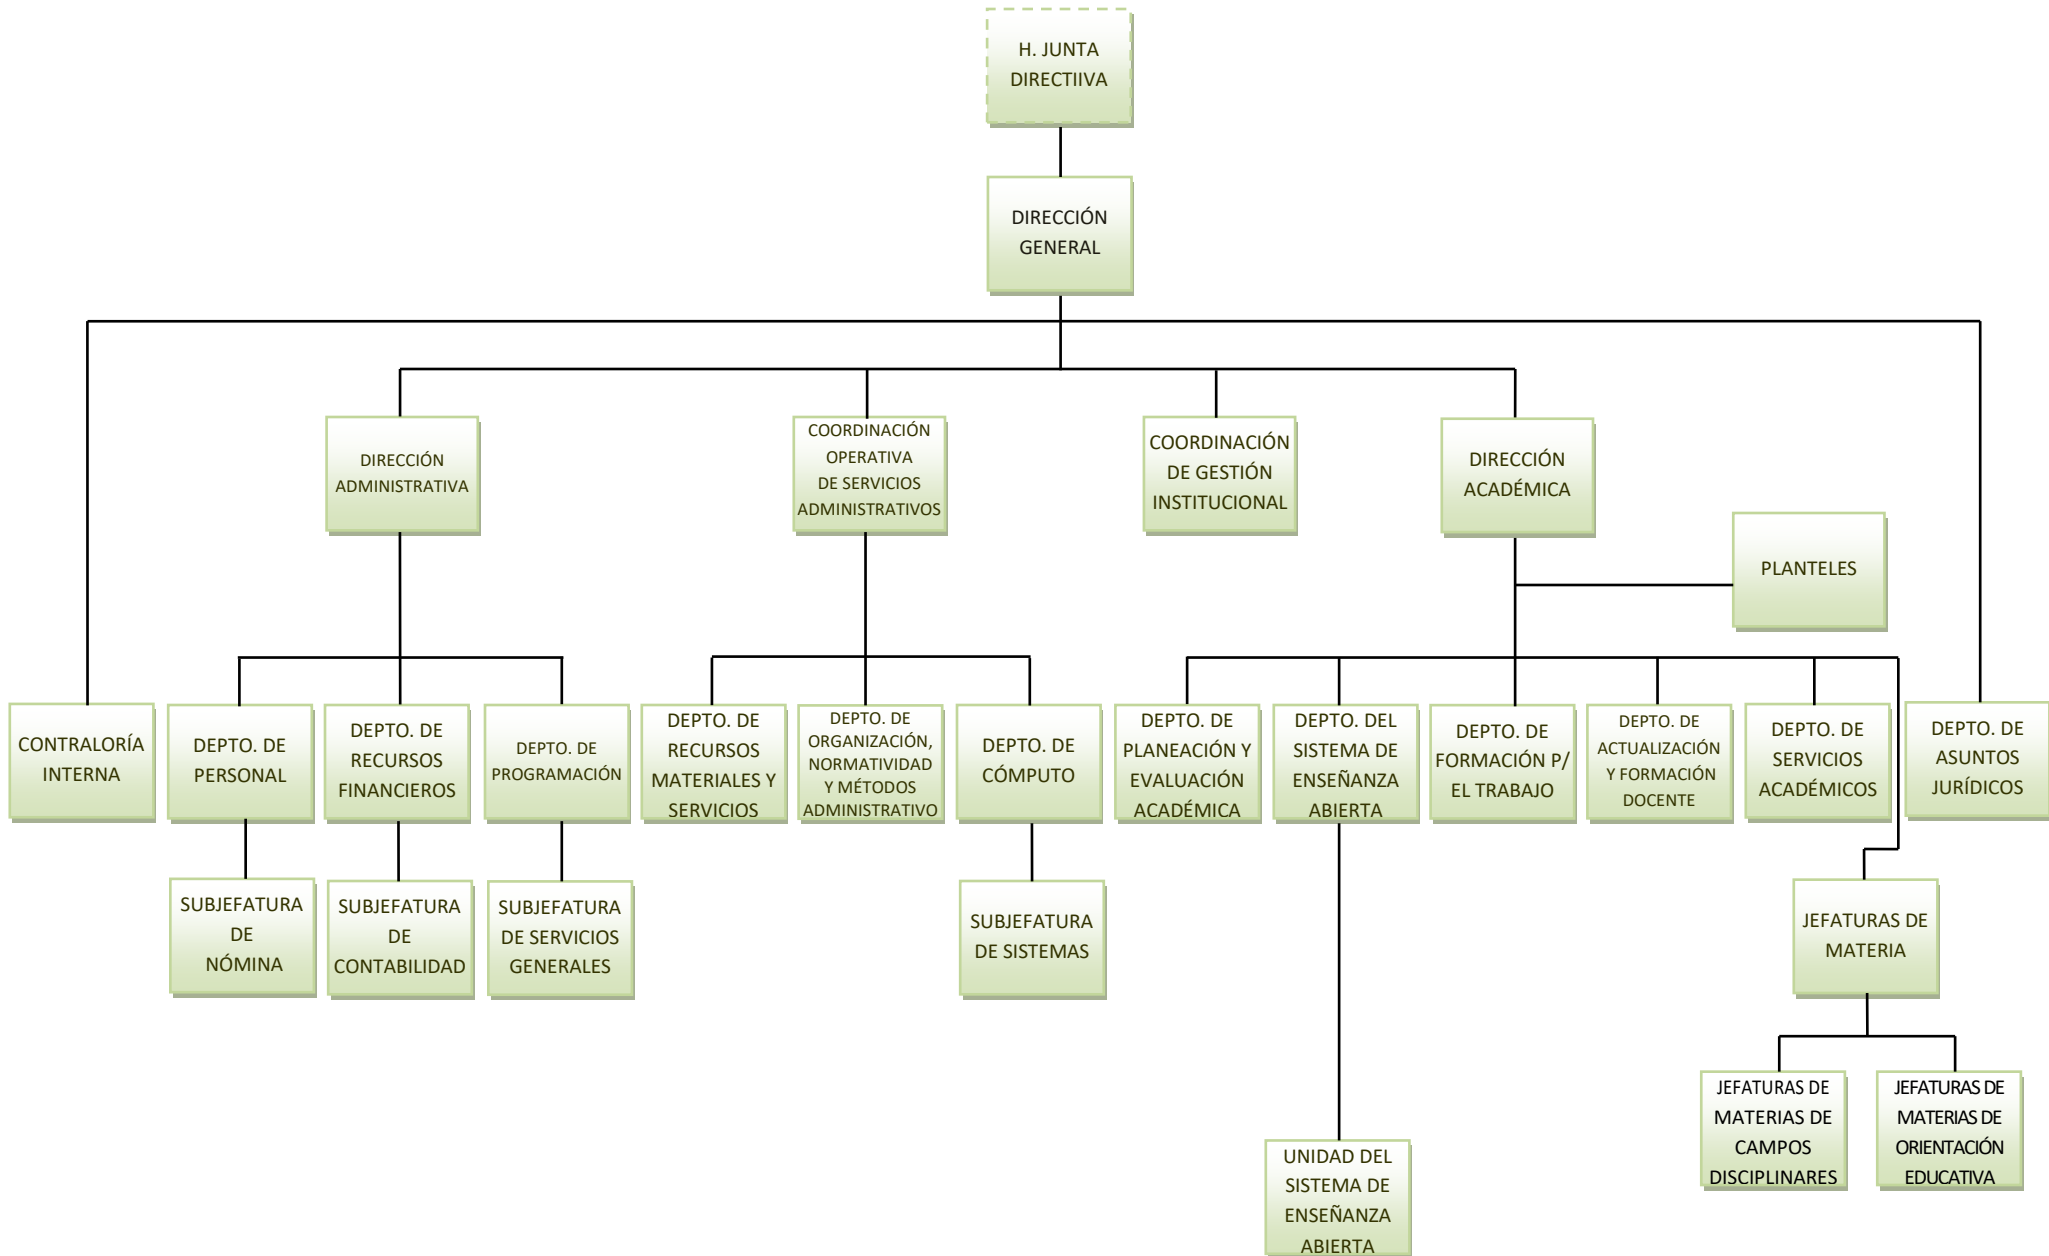 H. JUNTA
DIRECTIIVA
DIRECCIÓN
GENERAL
DIRECCIÓN
ADMINISTRATIVA
COORDINACIÓN
OPERATIVA
DE SERVICIOS
ADMINISTRATIVOS
COORDINACIÓN
DE GESTIÓN
INSTITUCIONAL
DIRECCIÓN
ACADÉMICA
PLANTELES
CONTRALORÍA
INTERNA
DEPTO. DE
PERSONAL
DEPTO. DE
RECURSOS
FINANCIEROS
DEPTO. DE
PROGRAMACIÓN
DEPTO. DE
RECURSOS
MATERIALES Y
SERVICIOS
DEPTO. DE
ORGANIZACIÓN,
NORMATIVIDAD
Y MÉTODOS
ADMINISTRATIVO
DEPTO. DE
CÓMPUTO
DEPTO. DE
PLANEACIÓN Y
EVALUACIÓN
ACADÉMICA
DEPTO. DEL
SISTEMA DE
ENSEÑANZA
ABIERTA
DEPTO. DE
FORMACIÓN P/
EL TRABAJO
DEPTO. DE
ACTUALIZACIÓN
Y FORMACIÓN
DOCENTE
DEPTO. DE
SERVICIOS
ACADÉMICOS
DEPTO. DE
ASUNTOS
JURÍDICOS
SUBJEFATURA
DE
NÓMINA
SUBJEFATURA
DE
CONTABILIDAD
SUBJEFATURA
DE SERVICIOS
GENERALES
SUBJEFATURA
DE SISTEMAS
JEFATURAS DE
MATERIA
JEFATURAS DE
MATERIAS DE
CAMPOS
DISCIPLINARES
JEFATURAS DE
MATERIAS DE
ORIENTACIÓN
EDUCATIVA
UNIDAD DEL
SISTEMA DE
ENSEÑANZA
ABIERTA